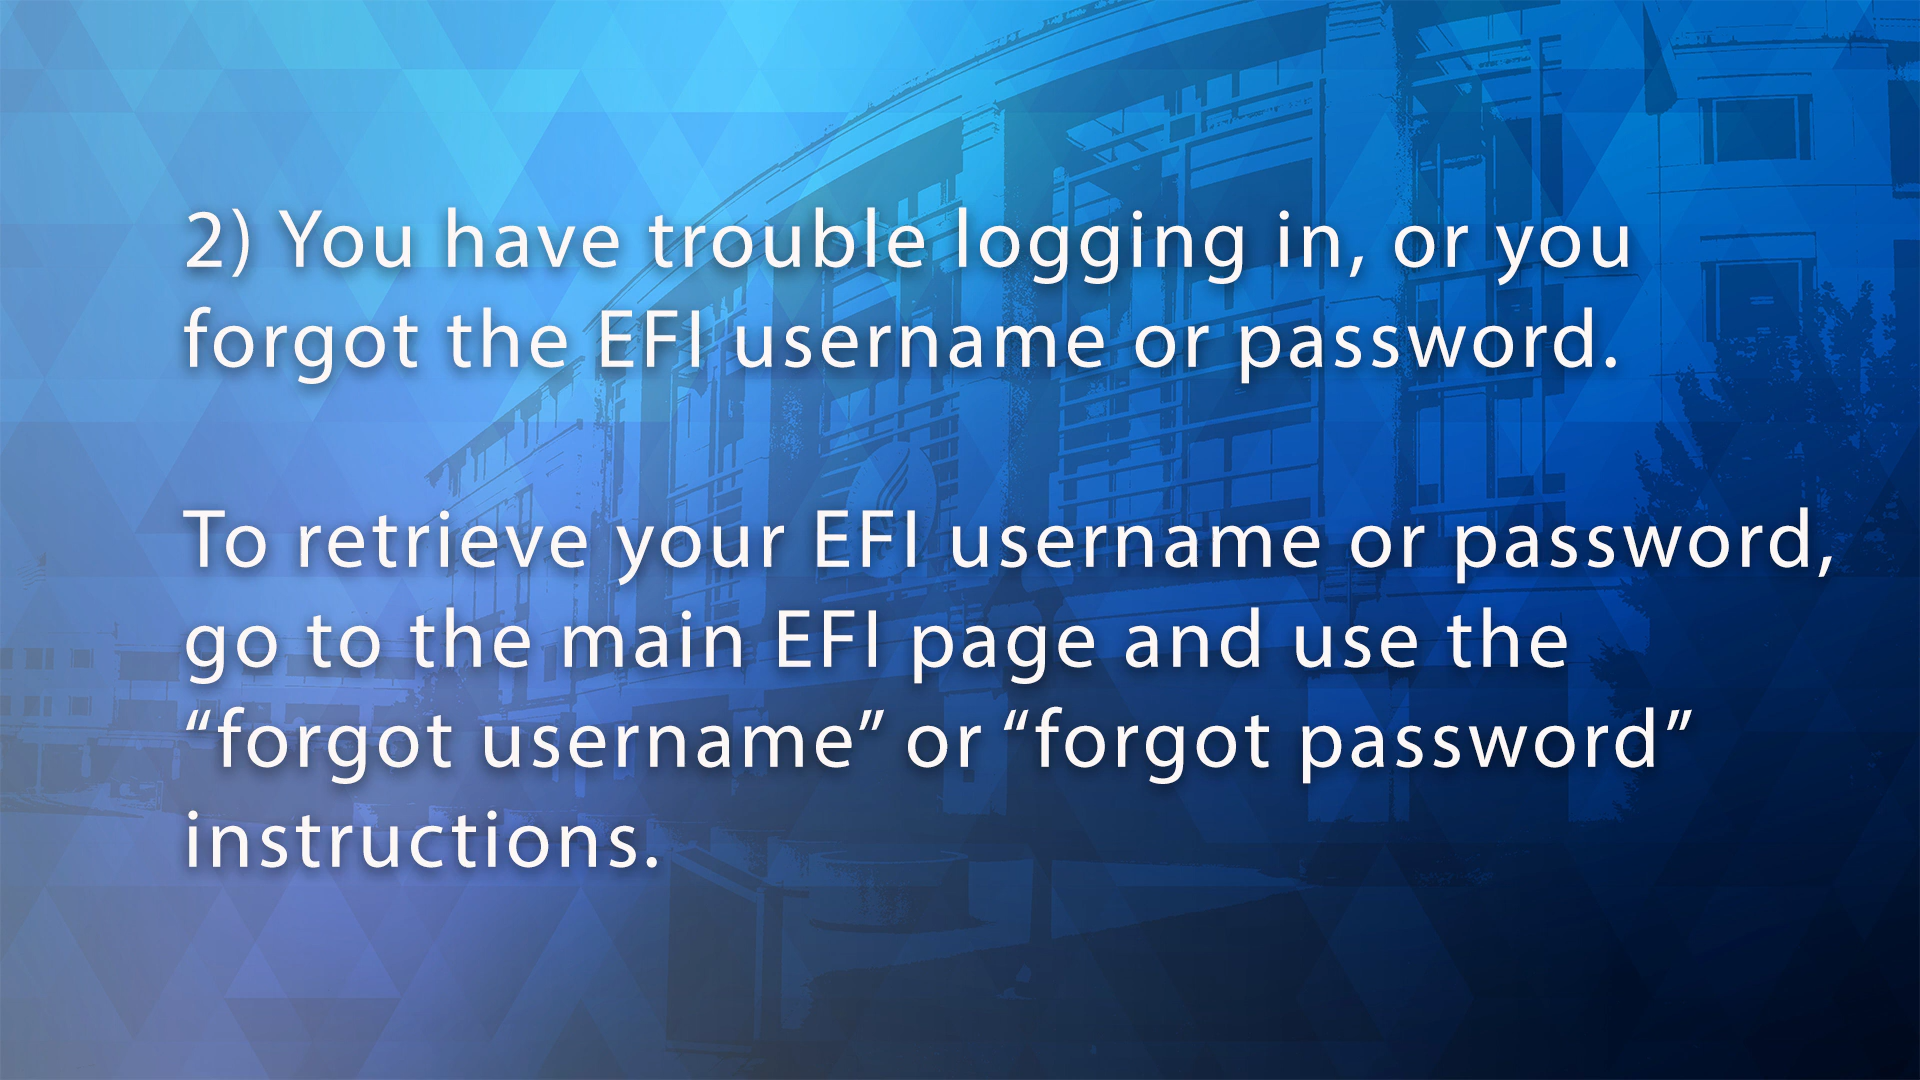 2) You have trouble logging in, or you
forgot the EFI username or password.
To retrieve your EFI username or password,
go to the main EFI page and use the
“forgot username” or “forgot password”
instructions.